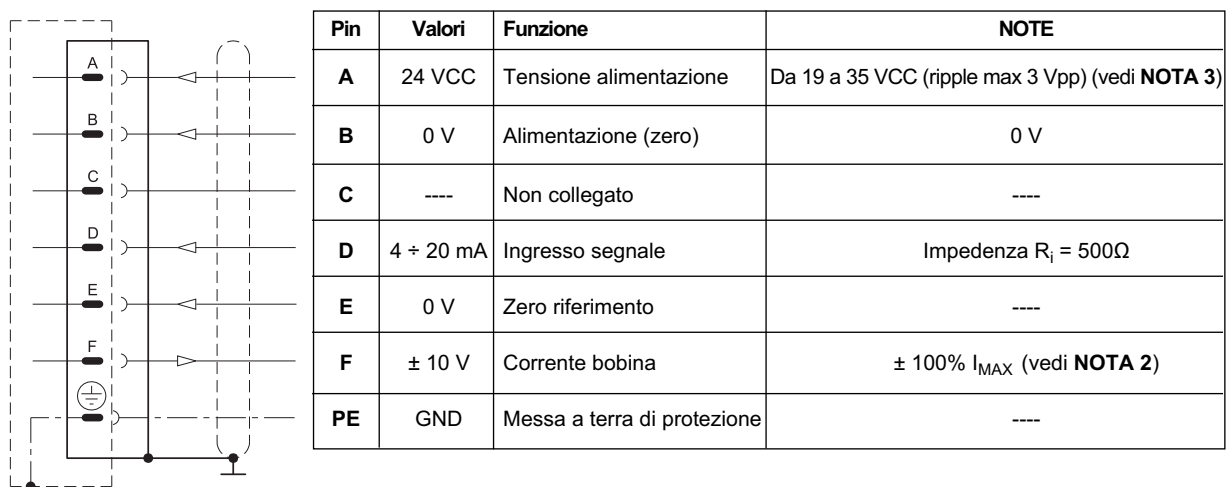 A
B
C
D
E
F
Pin Valori Funzione NOTE
A 24 VCC Tensione alimentazione Da 19 a 35 VCC (ripple max 3 Vpp) (vedi NOTA 3)
B 0 V Alimentazione (zero) 0 V
C ---- Non collegato ----
D 4 ÷ 20 mA Ingresso segnale Impedenza Ri = 500Ω
E 0 V Zero riferimento ----
F ± 10 V Corrente bobina ± 100% IMAX (vedi NOTA 2)
PE GND Messa a terra di protezione ----